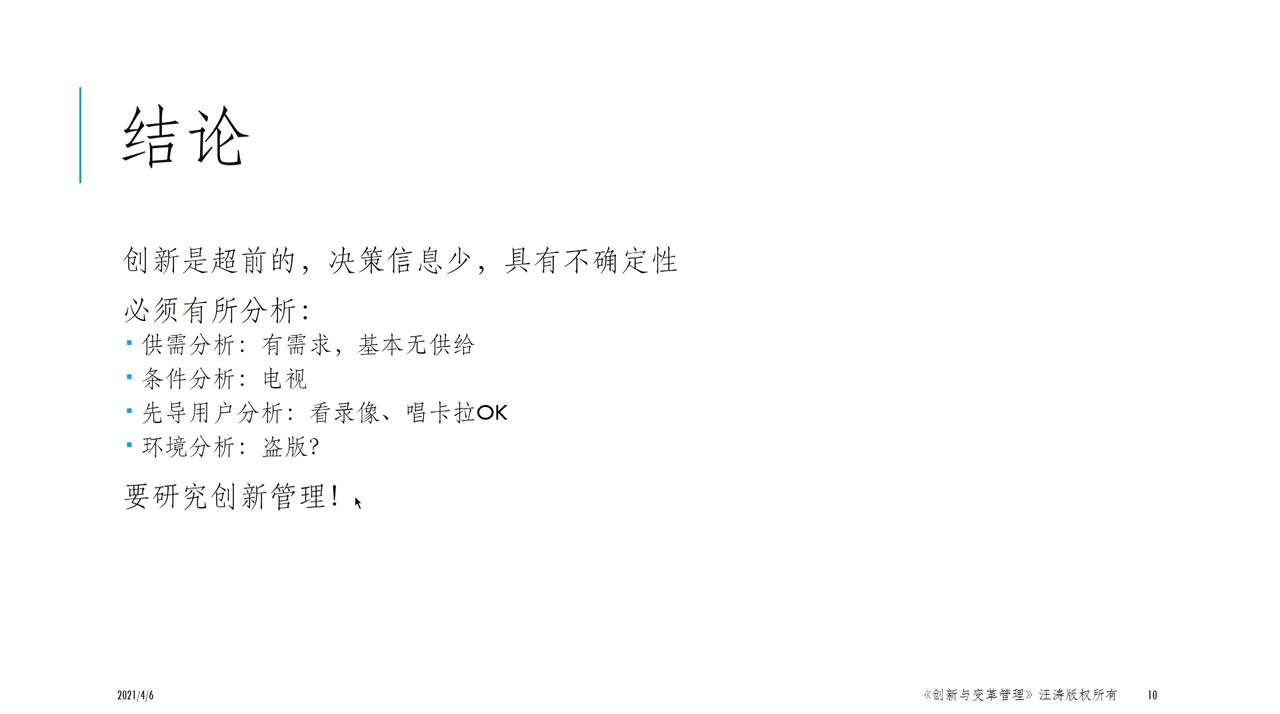 结论
创新是超前的，决策信息少，具有不确定性
必须有所分析：
▪ 供需分析：有需求，基本无供给
▪ 条件分析：电视
▪ 先导用户分析：看录像、唱卡拉OK
▪ 环境分析：盗版？
要研究创新管理！
2021/4/6 《创新与变革管理》汪涛版权所有 10